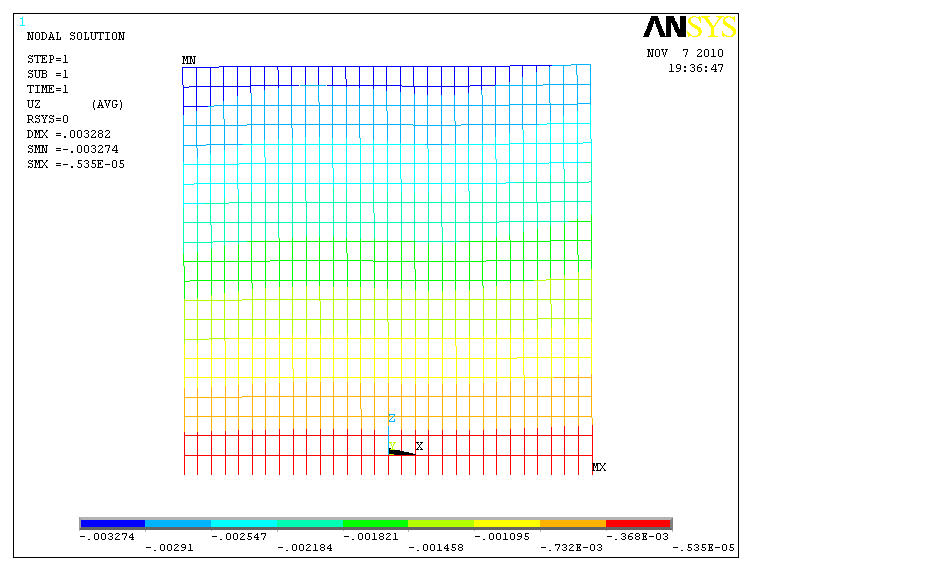 1
ANSYS
NODAL SOLUTION
NOV 7 2010
19:36:47
STEP=1
SUB =1
TIME=1
UZ (AVG)
RSYS=0
DMX =.003282
SMN =-.003274
SMX =-.535E-05
MN
Z
Y X
MX
-.003274 -.002547 -.001821 -.001095 -.368E-03
-.00291 -.002184 -.001458 -.732E-03 -.535E-05